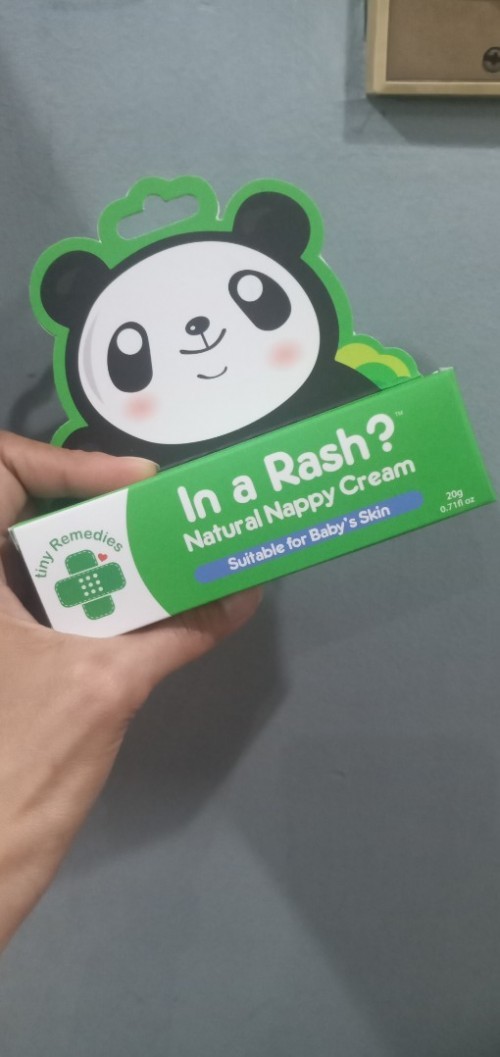 In a Rash?™
Natural Nappy Cream
Suitable for Baby's Skin
20g
0.71fl oz
tiny Remedies